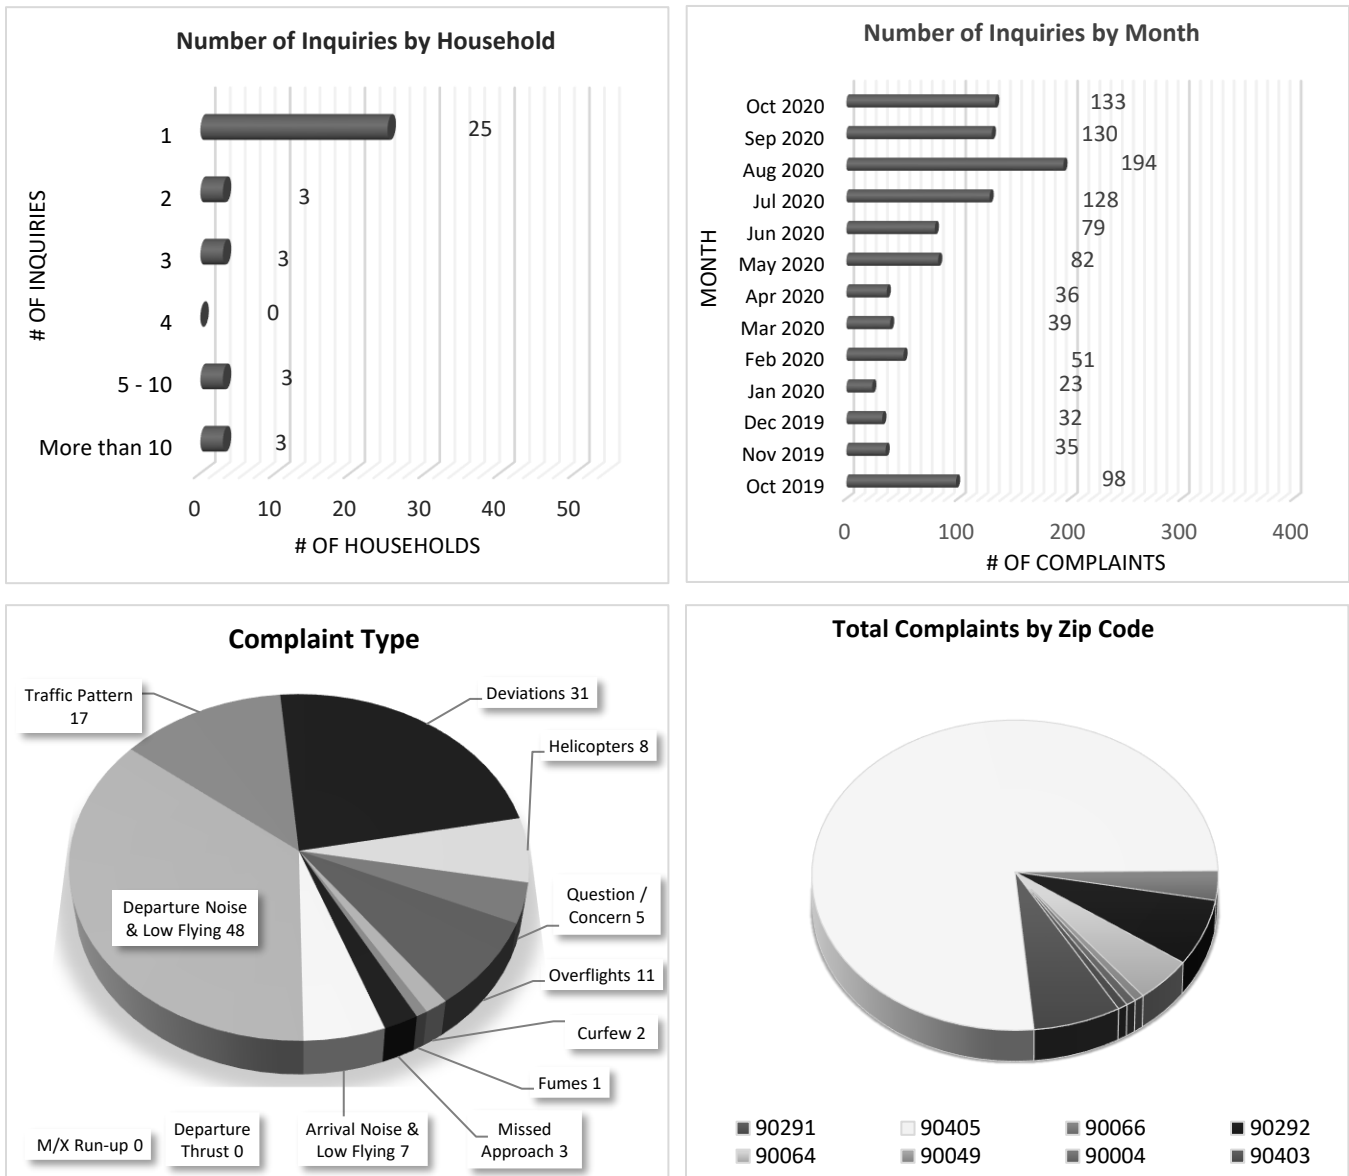 Number of Inquiries by Household
# OF INQUIRIES
1
25
2
3
3
3
4
0
5 - 10
3
More than 10
3
0 10 20 30 40 50
# OF HOUSEHOLDS
Number of Inquiries by Month
MONTH
Oct 2020 133
Sep 2020 130
Aug 2020 194
Jul 2020 128
Jun 2020 79
May 2020 82
Apr 2020 36
Mar 2020 39
Feb 2020 51
Jan 2020 23
Dec 2019 32
Nov 2019 35
Oct 2019 98
0 100 200 300 400
# OF COMPLAINTS
Complaint Type
Traffic Pattern
17
Deviations 31
Helicopters 8
Departure Noise
& Low Flying 48
Question /
Concern 5
Overflights 11
Curfew 2
Fumes 1
M/X Run-up 0
Departure
Thrust 0
Arrival Noise &
Low Flying 7
Missed
Approach 3
Total Complaints by Zip Code
90291 90405 90066 90292
90064 90049 90004 90403